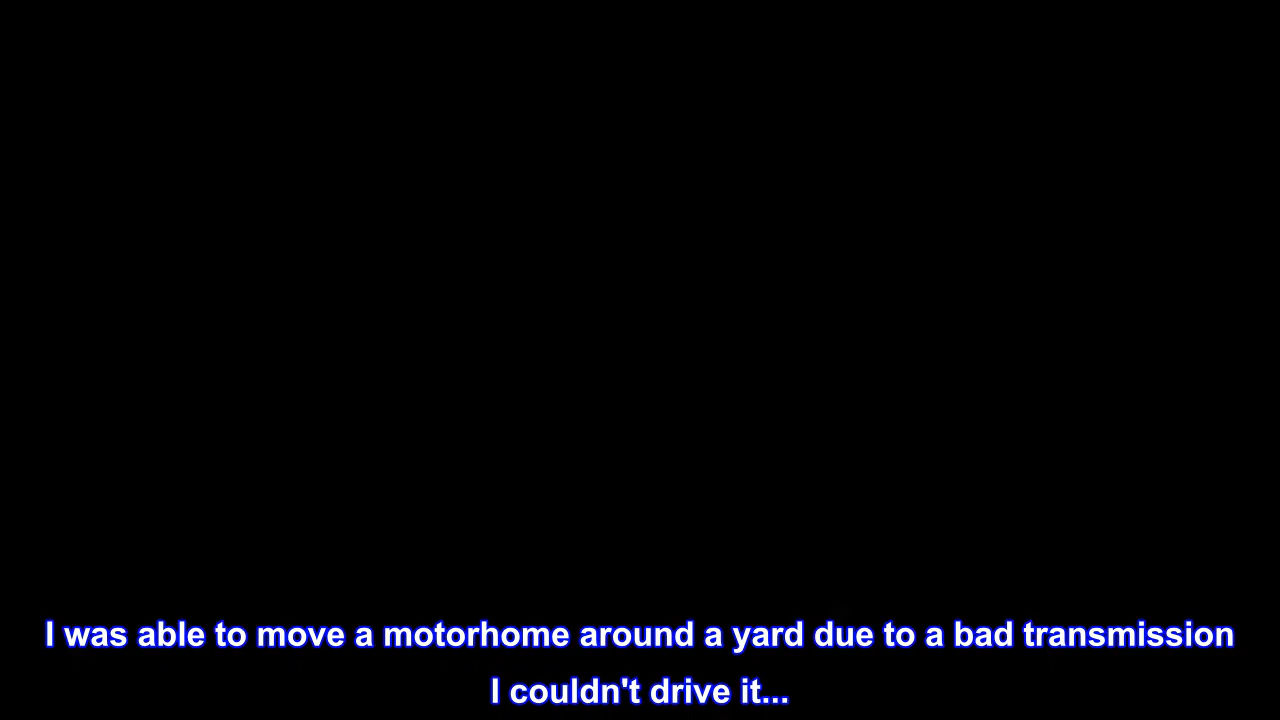 I was able to move a motorhome around a yard due to a bad transmission
I couldn't drive it...